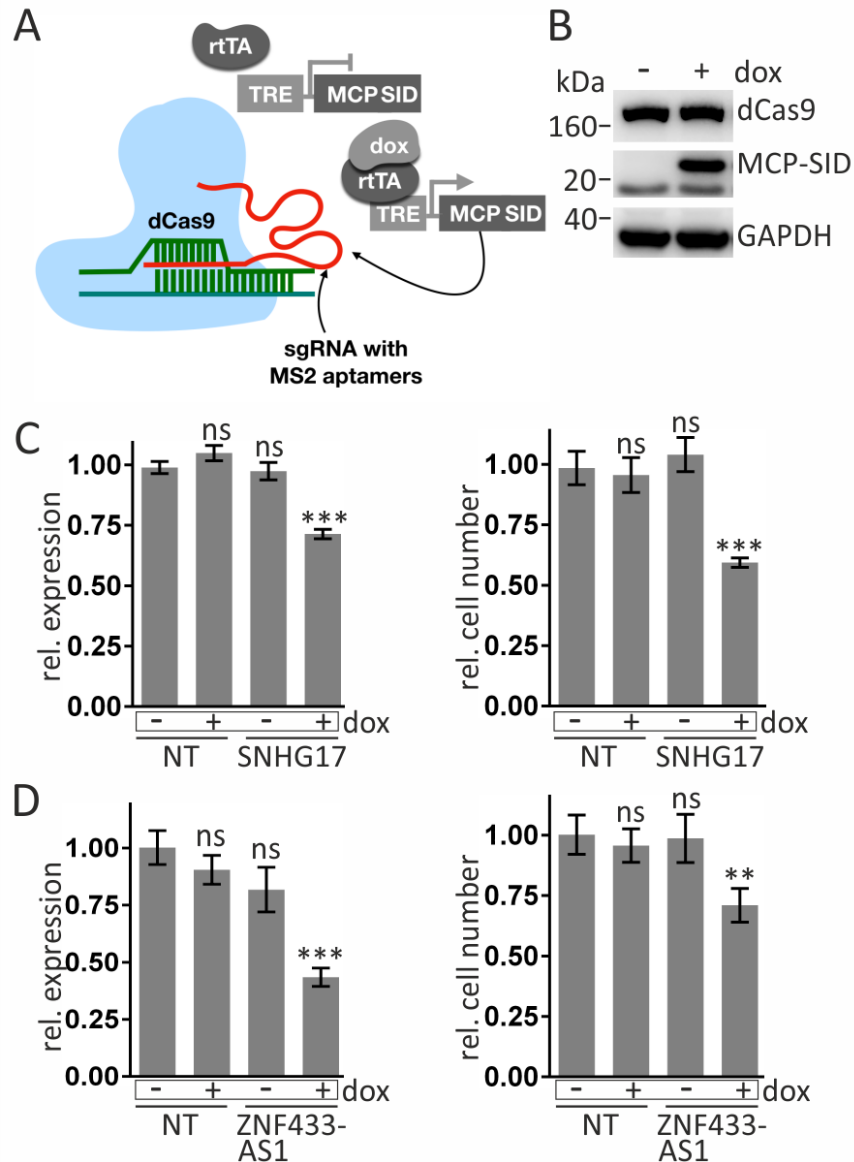 A
rtTA
TRE
MCP SID
dox
rtTA
TRE
MCP SID
dCas9
sgRNA with
MS2 aptamers
B
kDa
- + dox
160
dCas9
20
MCP-SID
40
GAPDH
C
rel. expression
1.00
0.75
0.50
0.25
0.00
ns
ns
***
- + - + dox
NT SNHG17
rel. cell number
1.00
0.75
0.50
0.25
0.00
ns
ns
***
- + - + dox
NT SNHG17
D
rel. expression
1.00
0.75
0.50
0.25
0.00
ns
ns
***
- + - + dox
NT ZNF433-
AS1
rel. cell number
1.00
0.75
0.50
0.25
0.00
ns
ns
**
- + - + dox
NT ZNF433-
AS1